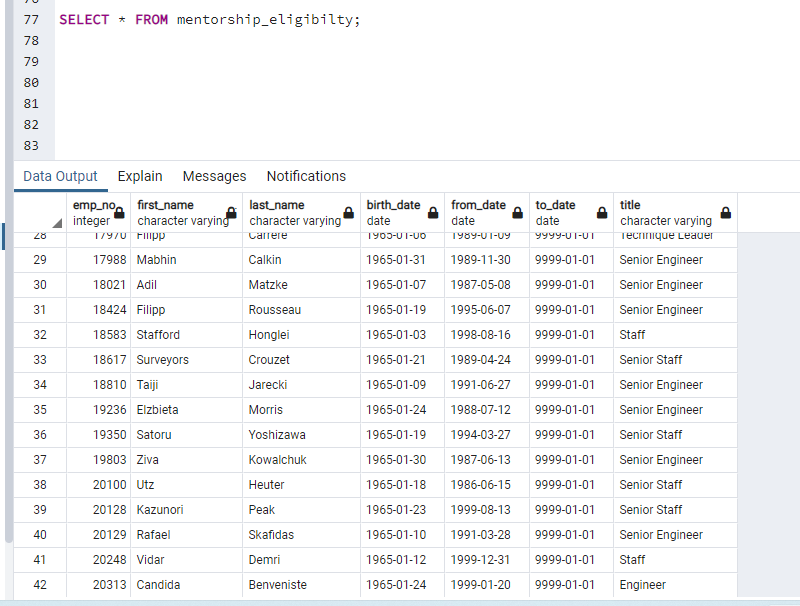 77 SELECT * FROM mentorship_eligibilty;
78
79
80
81
82
83
Data Output Explain Messages Notifications
emp_no first_name last_name birth_date from_date to_date title
integer character varying character varying date date date character varying
28 17970 Filipp Carrere 1965-01-06 1989-01-09 9999-01-01 Technique Leader
29 17988 Mabhin Calkin 1965-01-31 1989-11-30 9999-01-01 Senior Engineer
30 18021 Adil Matzke 1965-01-07 1987-05-08 9999-01-01 Senior Engineer
31 18424 Filipp Rousseau 1965-01-19 1995-06-07 9999-01-01 Senior Engineer
32 18583 Stafford Honglei 1965-01-03 1998-08-16 9999-01-01 Staff
33 18617 Surveyors Crouzet 1965-01-21 1989-04-24 9999-01-01 Senior Staff
34 18810 Taiji Jarecki 1965-01-09 1991-06-27 9999-01-01 Senior Engineer
35 19236 Elzbieta Morris 1965-01-24 1988-07-12 9999-01-01 Senior Engineer
36 19350 Satoru Yoshizawa 1965-01-19 1994-03-27 9999-01-01 Senior Staff
37 19803 Ziva Kowalchuk 1965-01-30 1987-06-13 9999-01-01 Senior Engineer
38 20100 Utz Heuter 1965-01-18 1986-06-15 9999-01-01 Senior Staff
39 20128 Kazunori Peak 1965-01-23 1999-08-13 9999-01-01 Senior Staff
40 20129 Rafael Skafidas 1965-01-10 1991-03-28 9999-01-01 Senior Engineer
41 20248 Vidar Demri 1965-01-12 1999-12-31 9999-01-01 Staff
42 20313 Candida Benveniste 1965-01-24 1999-01-20 9999-01-01 Engineer